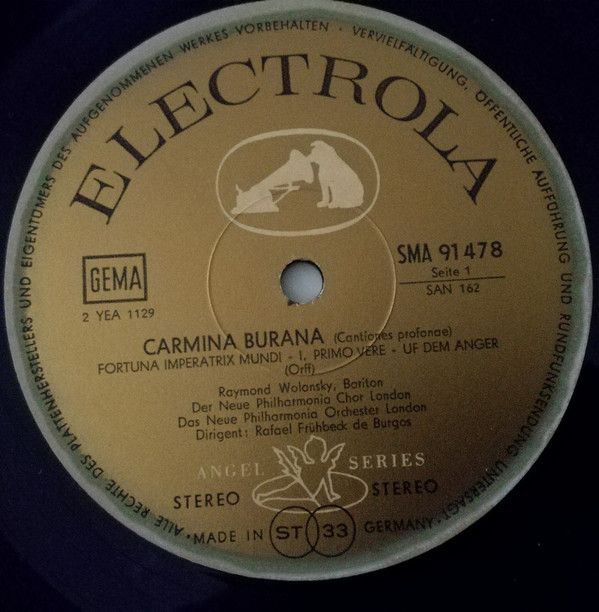 ALLE RECHTE DES PLATTENHERSTELLERS UND EIGENTÜMERS DES AUFGENOMMENEN WERKES VORBEHALTEN · VERVIELFÄLTIGUNG, ÖFFENTLICHE AUFFÜHRUNG UND RUNDFUNKSENDUNG UNTERSAGT ·
ELECTROLA
GEMA
2 YEA 1129
SMA 91 478
Seite 1
SAN 162
CARMINA BURANA (Cantiones profanae)
FORTUNA IMPERATRIX MUNDI - I. PRIMO VERE - UF DEM ANGER
(Orff)
Raymond Wolansky, Bariton
Der Neue Philharmonia Chor London
Das Neue Philharmonia Orchester London
Dirigent: Rafael Frühbeck de Burgos
ANGEL SERIES
STEREO STEREO
MADE IN ST 33 GERMANY